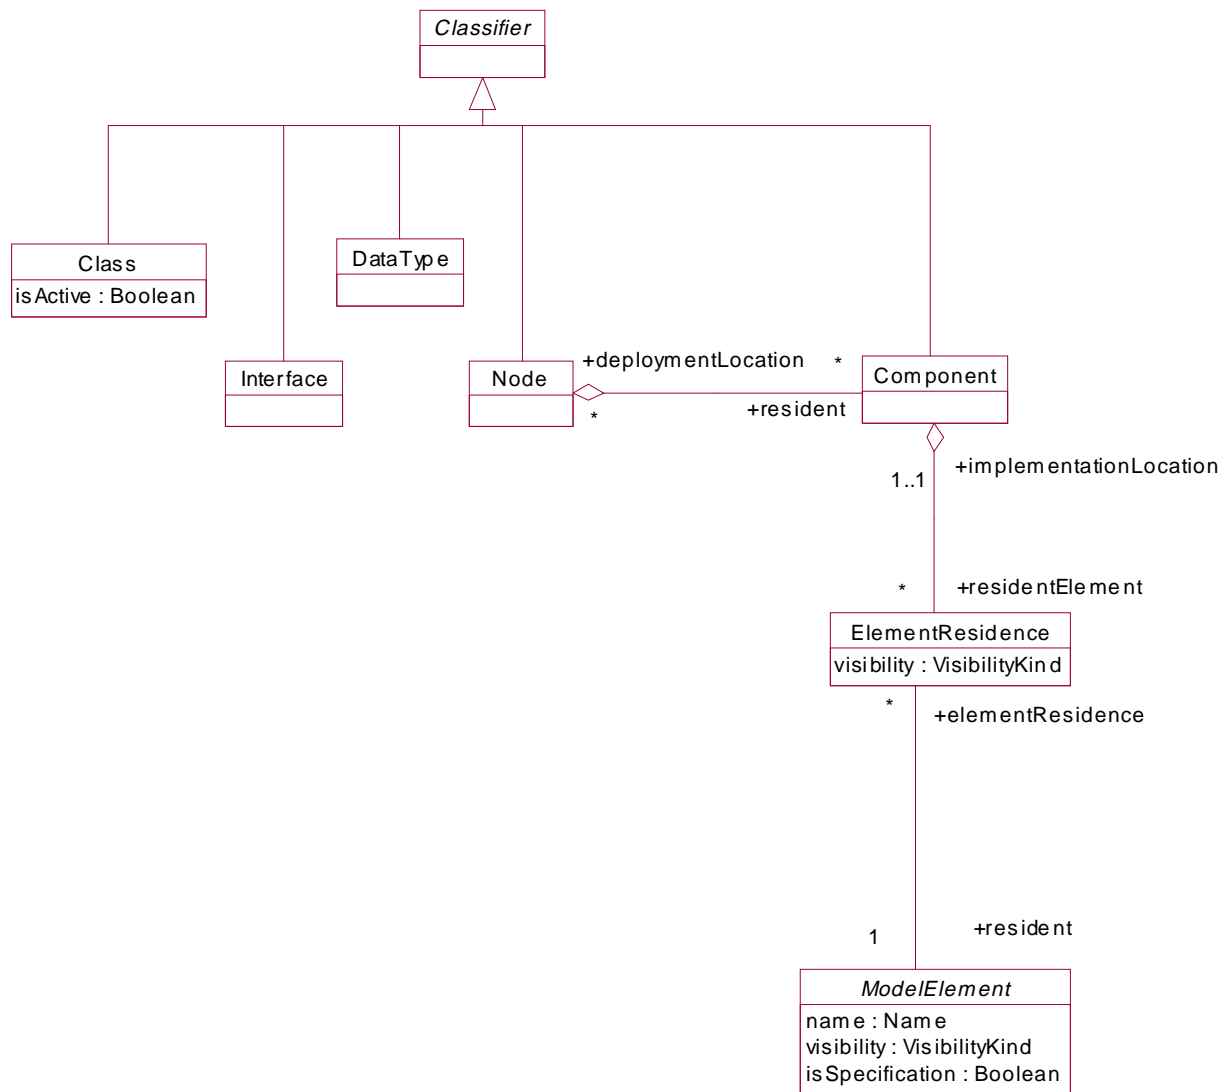 Classifier
Class
isActive : Boolean
DataType
Interface
Node
+deploymentLocation
*
*
+resident
Component
1..1
+implementationLocation
*
+residentElement
ElementResidence
visibility : VisibilityKind
*
+elementResidence
1
+resident
ModelElement
name : Name
visibility : VisibilityKind
isSpecification : Boolean